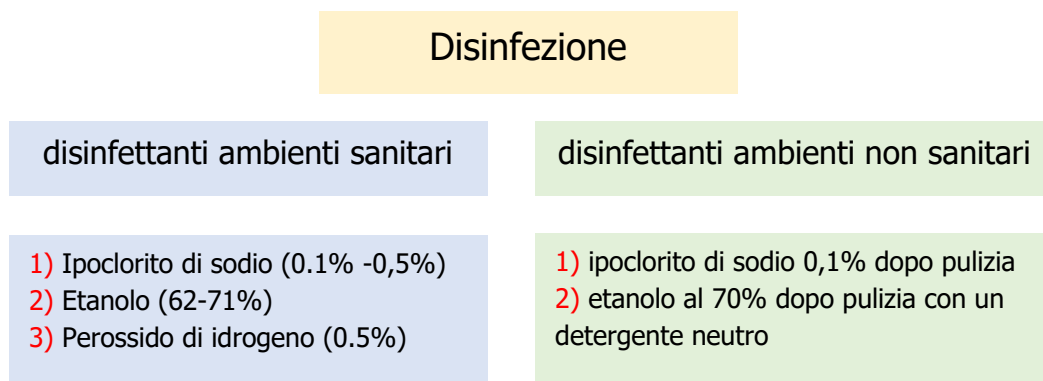 Disinfezione
disinfettanti ambienti sanitari
disinfettanti ambienti non sanitari
1) Ipoclorito di sodio (0.1% -0,5%)
2) Etanolo (62-71%)
3) Perossido di idrogeno (0.5%)
1) ipoclorito di sodio 0,1% dopo pulizia
2) etanolo al 70% dopo pulizia con un
detergente neutro